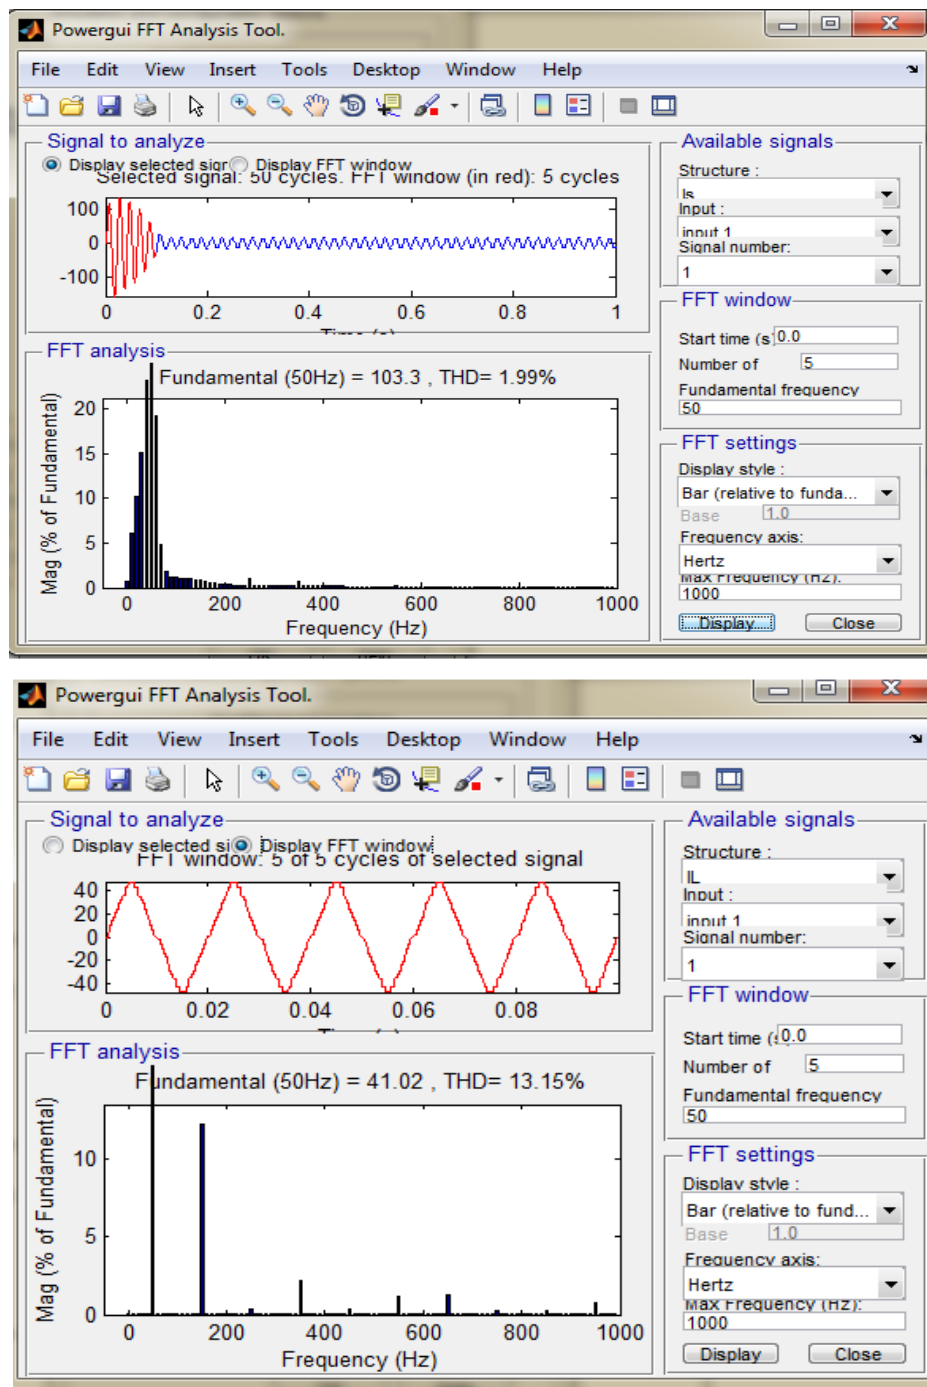 Powergui FFT Analysis Tool.
File Edit View Insert Tools Desktop Window Help
Signal to analyze
Display selected sigr Display FFT window
Selected signal: 50 cycles. FFT window (in red): 5 cycles
100
0
-100
0 0.2 0.4 0.6 0.8 1
Time (s)
FFT analysis
Fundamental (50Hz) = 103.3 , THD= 1.99%
Mag (% of Fundamental)
20
15
10
5
0
0 200 400 600 800 1000
Frequency (Hz)
Available signals
Structure :
Is
Input :
input 1
Signal number:
1
FFT window
Start time (s) 0.0
Number of 5
Fundamental frequency
50
FFT settings
Display style :
Bar (relative to funda...
Base 1.0
Frequency axis:
Hertz
Max Frequency (Hz):
1000
Display Close
Powergui FFT Analysis Tool.
File Edit View Insert Tools Desktop Window Help
Signal to analyze
Display selected si Display FFT window
FFT window: 5 of 5 cycles of selected signal
40
20
0
-20
-40
0 0.02 0.04 0.06 0.08
FFT analysis
Fundamental (50Hz) = 41.02 , THD= 13.15%
Mag (% of Fundamental)
10
5
0
0 200 400 600 800 1000
Frequency (Hz)
Available signals
Structure :
IL
Input :
input 1
Signal number:
1
FFT window
Start time (s 0.0
Number of 5
Fundamental frequency
50
FFT settings
Display style :
Bar (relative to fund...
Base 1.0
Frequency axis:
Hertz
Max Frequency (Hz):
1000
Display Close